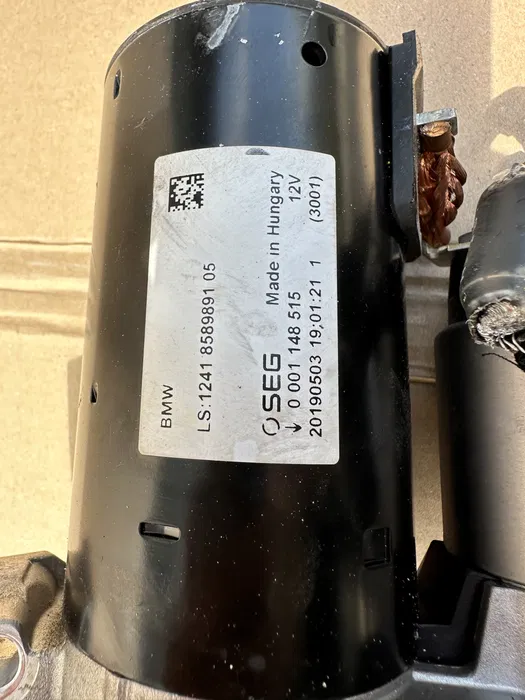 BMW
LS:1241 8589891 05
SEG Made in Hungary
↓ 0 001 148 515 12V
20190503 19:01:21 1 (3001)